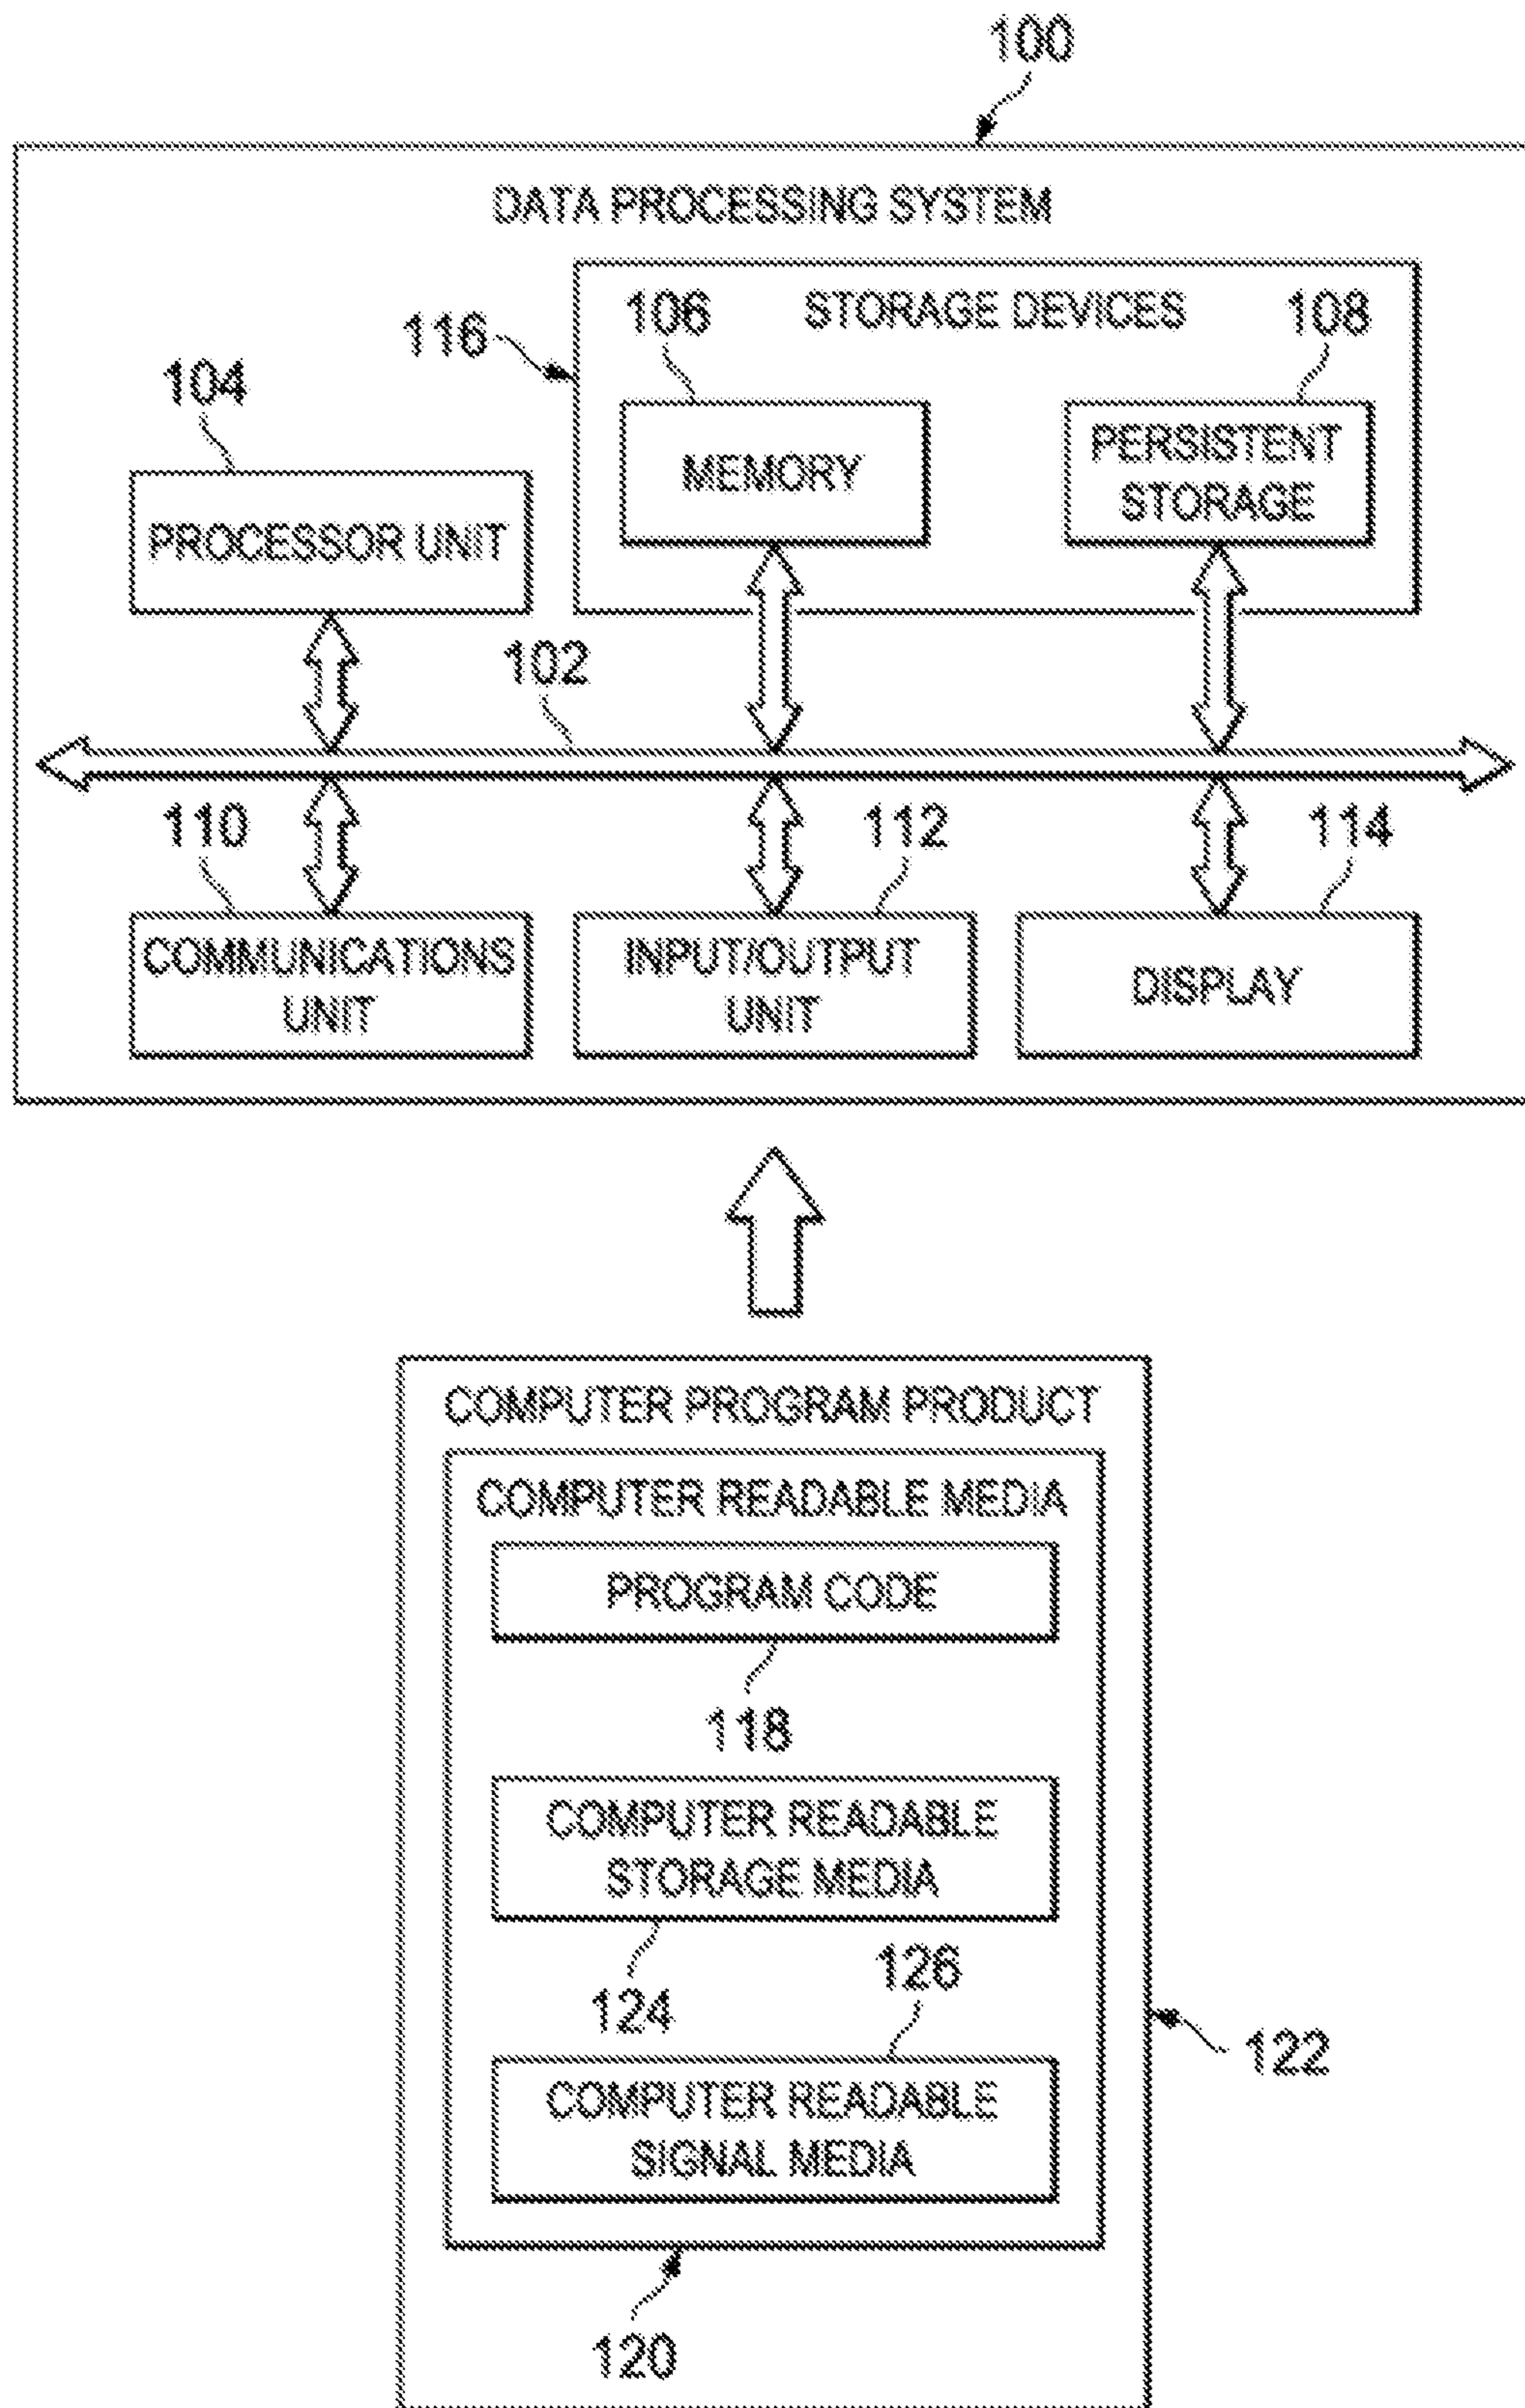 100
DATA PROCESSING SYSTEM
116
106
STORAGE DEVICES
108
104
MEMORY
PERSISTENT
STORAGE
PROCESSOR UNIT
102
110
112
114
COMMUNICATIONS
UNIT
INPUT/OUTPUT
UNIT
DISPLAY
COMPUTER PROGRAM PRODUCT
COMPUTER READABLE MEDIA
PROGRAM CODE
118
COMPUTER READABLE
STORAGE MEDIA
124
126
122
COMPUTER READABLE
SIGNAL MEDIA
120